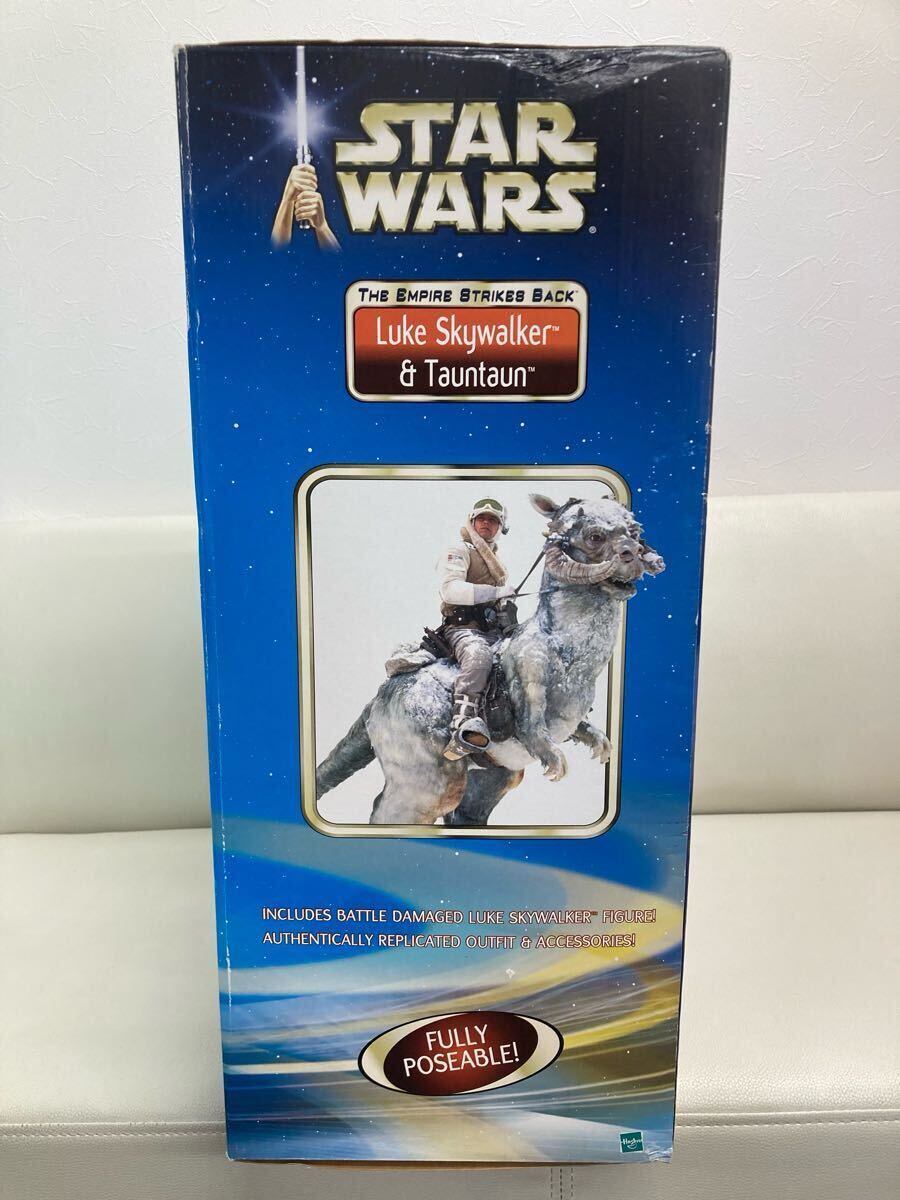 STAR
WARS®
THE EMPIRE STRIKES BACK™
Luke Skywalker™
& Tauntaun™
INCLUDES BATTLE DAMAGED LUKE SKYWALKER™ FIGURE!
AUTHENTICALLY REPLICATED OUTFIT & ACCESSORIES!
FULLY
POSEABLE!
Hasbro